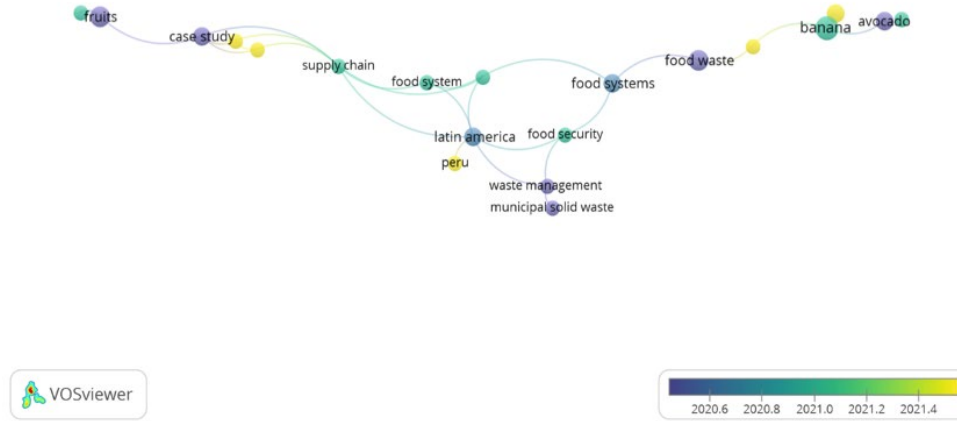 fruits
case study
supply chain
food system
food systems
food waste
banana
avocado
latin america
food security
peru
waste management
municipal solid waste
VOSviewer
2020.6 2020.8 2021.0 2021.2 2021.4